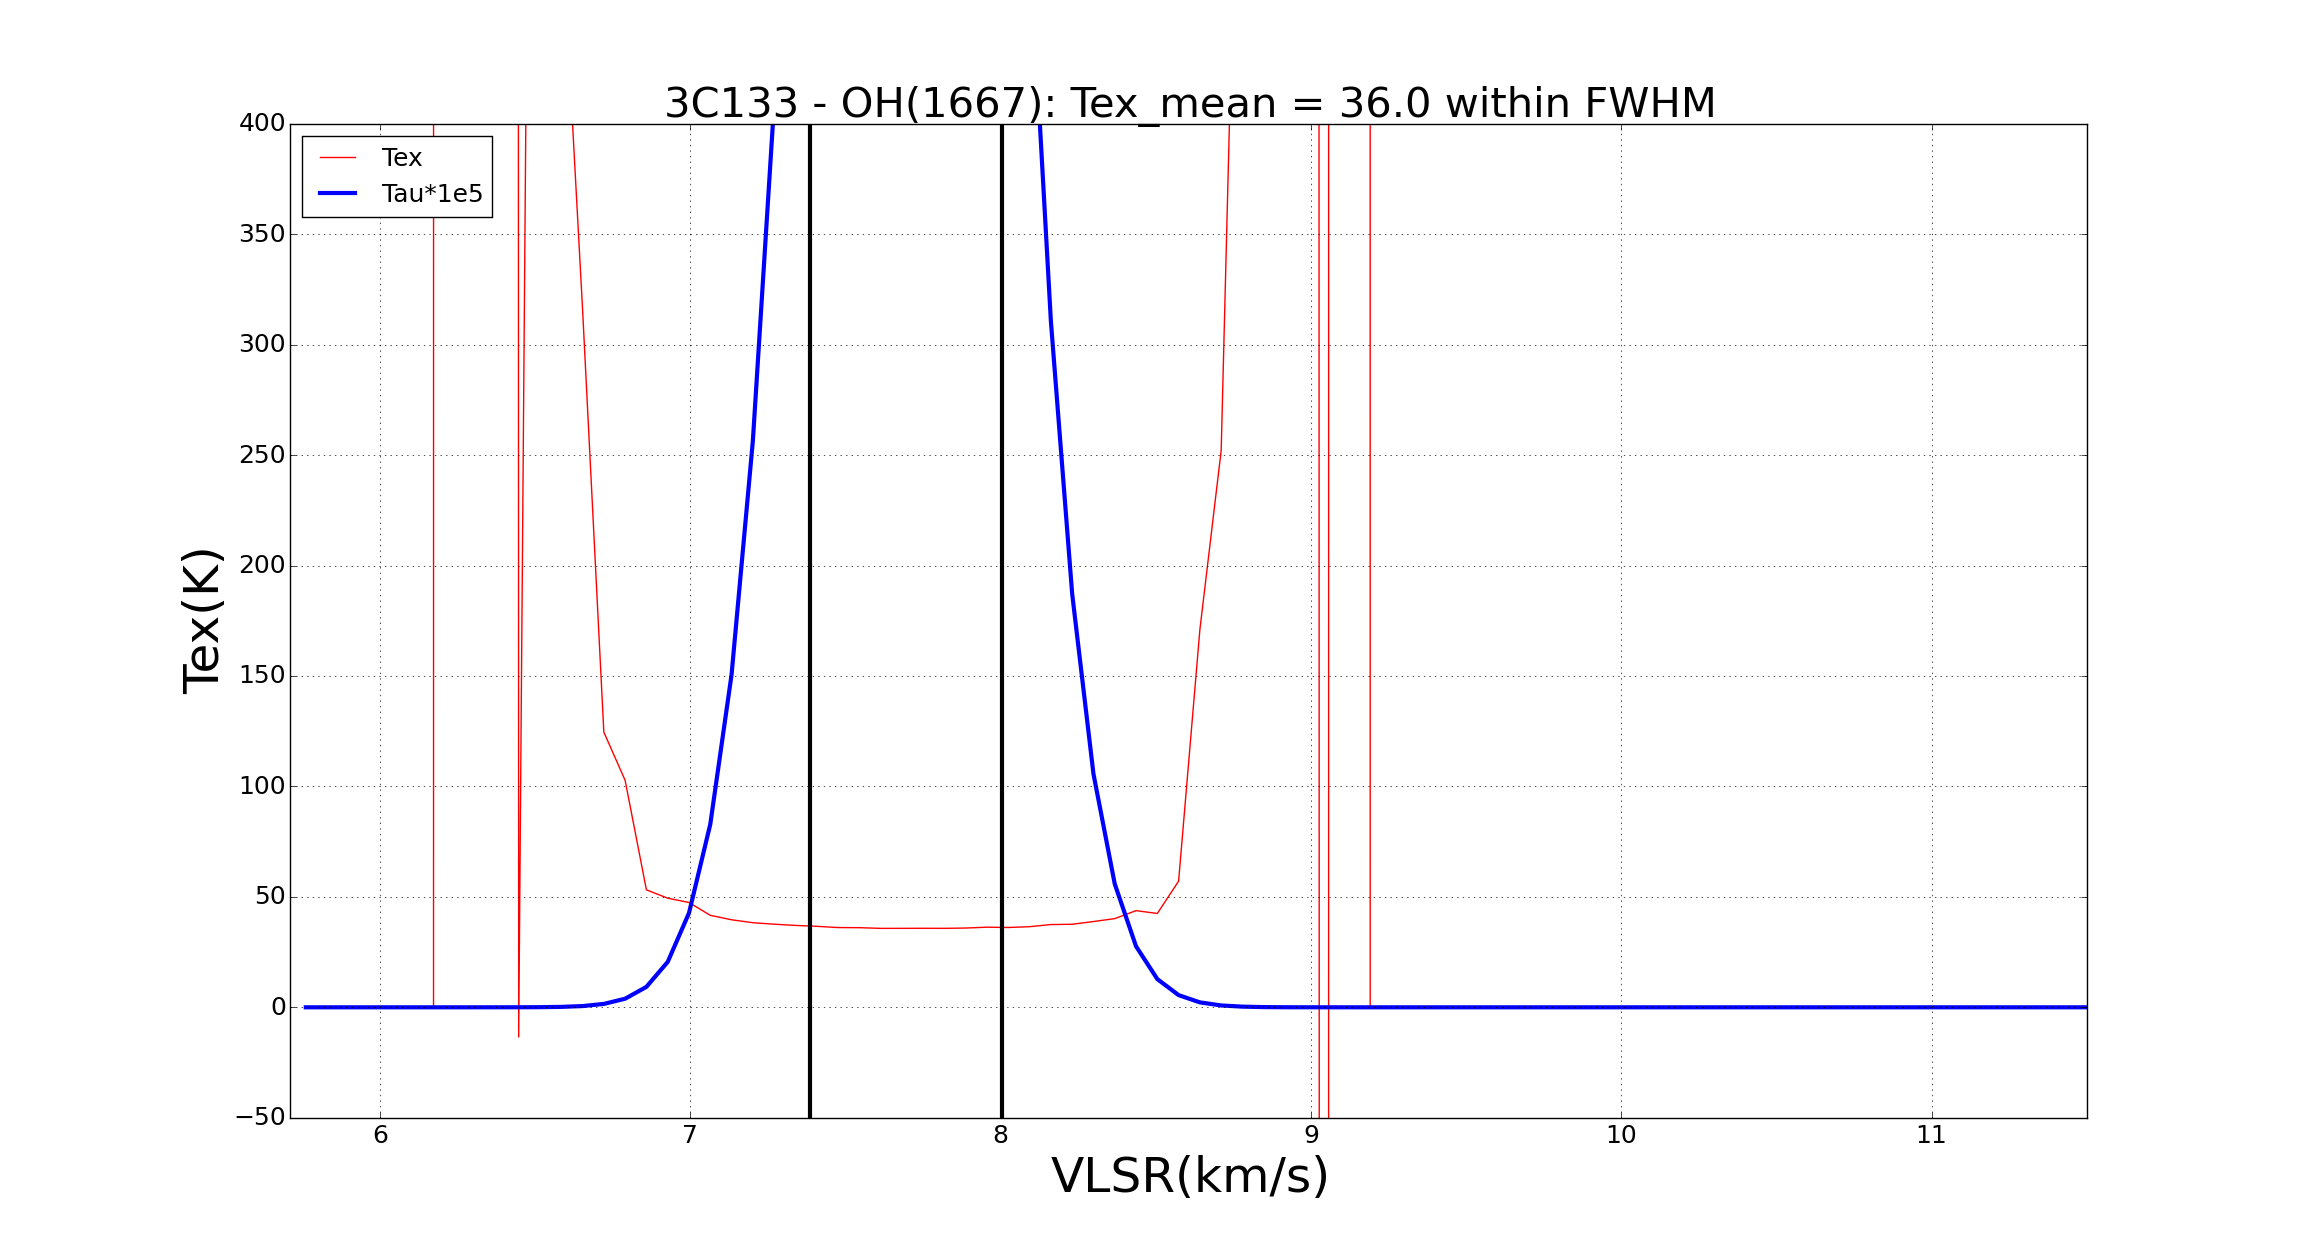 3C133 - OH(1667): Tex_mean = 36.0 within FWHM
Tex
Tau*1e5
400
350
300
250
200
150
100
50
0
−50
Tex(K)
6 7 8 9 10 11
VLSR(km/s)